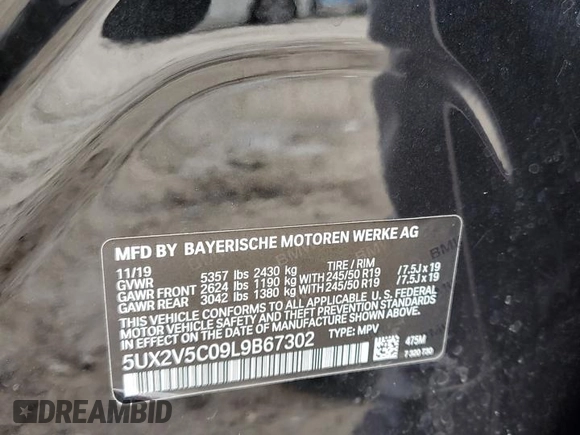 MFD BY BAYERISCHE MOTOREN WERKE AG
11/19 5357 lbs 2430 kg TIRE / RIM
GVWR
GAWR FRONT 2624 lbs 1190 kg WITH 245/50 R19 /7.5J x 19
GAWR REAR 3042 lbs 1380 kg WITH 245/50 R19 /7.5J x 19
THIS VEHICLE CONFORMS TO ALL APPLICABLE U.S. FEDERAL
MOTOR VEHICLE SAFETY STANDARDS IN EFFECT ON THE DATE
OF MANUFACTURE SHOWN ABOVE.
5UX2V5C09L9B67302 TYPE: MPV 475M
7 320 730
DREAMBID